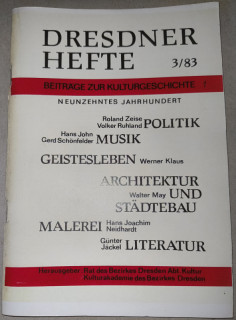 DRESDNER
HEFTE 3/83
BEITRÄGE ZUR KULTURGESCHICHTE
NEUNZEHNTES JAHRHUNDERT
Roland Zeise
Volker Ruhland POLITIK
Hans John
Gerd Schönfelder MUSIK
GEISTESLEBEN Werner Klaus
ARCHITEKTUR
Walter May UND
STÄDTEBAU
MALEREI Hans Joachim
Neidhardt
Günter
Jäckel LITERATUR
Herausgeber Rat des Bezirkes Dresden Abt. Kultur
Kulturakademie des Bezirkes Dresden